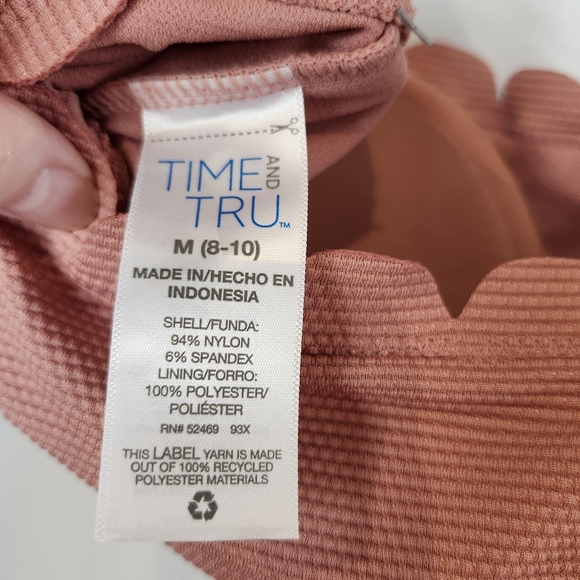 TIME AND
TRU™
M (8-10)
MADE IN/HECHO EN
INDONESIA
SHELL/FUNDA:
94% NYLON
6% SPANDEX
LINING/FORRO:
100% POLYESTER/
POLIÉSTER
RN# 52469 93X
THIS LABEL YARN IS MADE
OUT OF 100% RECYCLED
POLYESTER MATERIALS